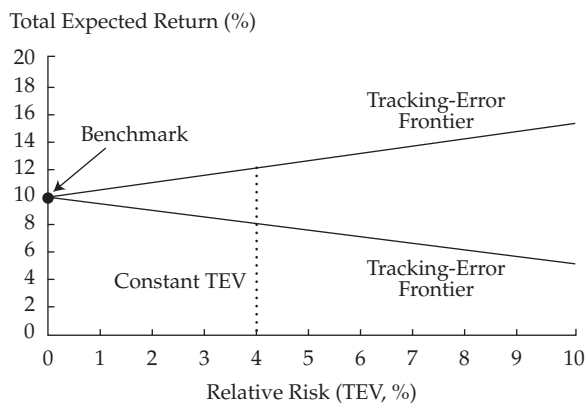 Total Expected Return (%)
20
18
16
14
12
10
8
6
4
2
0
Tracking-Error
Frontier
Benchmark
Constant TEV
Tracking-Error
Frontier
0 1 2 3 4 5 6 7 8 9 10
Relative Risk (TEV, %)